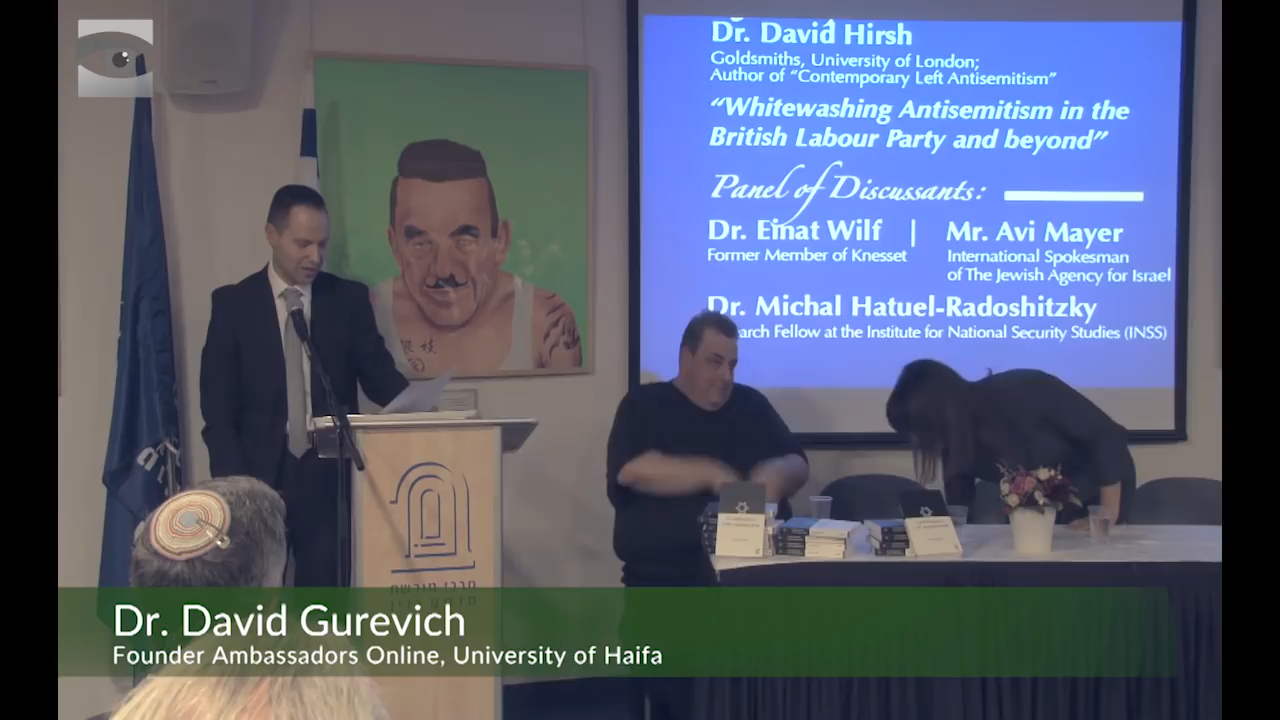 Dr. David Hirsh
Goldsmiths, University of London;
Author of “Contemporary Left Antisemitism”
“Whitewashing Antisemitism in the
British Labour Party and beyond”
Panel of Discussants:
Dr. Einat Wilf | Mr. Avi Mayer
Former Member of Knesset
International Spokesman
of The Jewish Agency for Israel
Dr. Michal Hatuel-Radoshitzky
Fellow at the Institute for National Security Studies (INSS)
מרכז מורשת
Dr. David Gurevich
Founder Ambassadors Online, University of Haifa